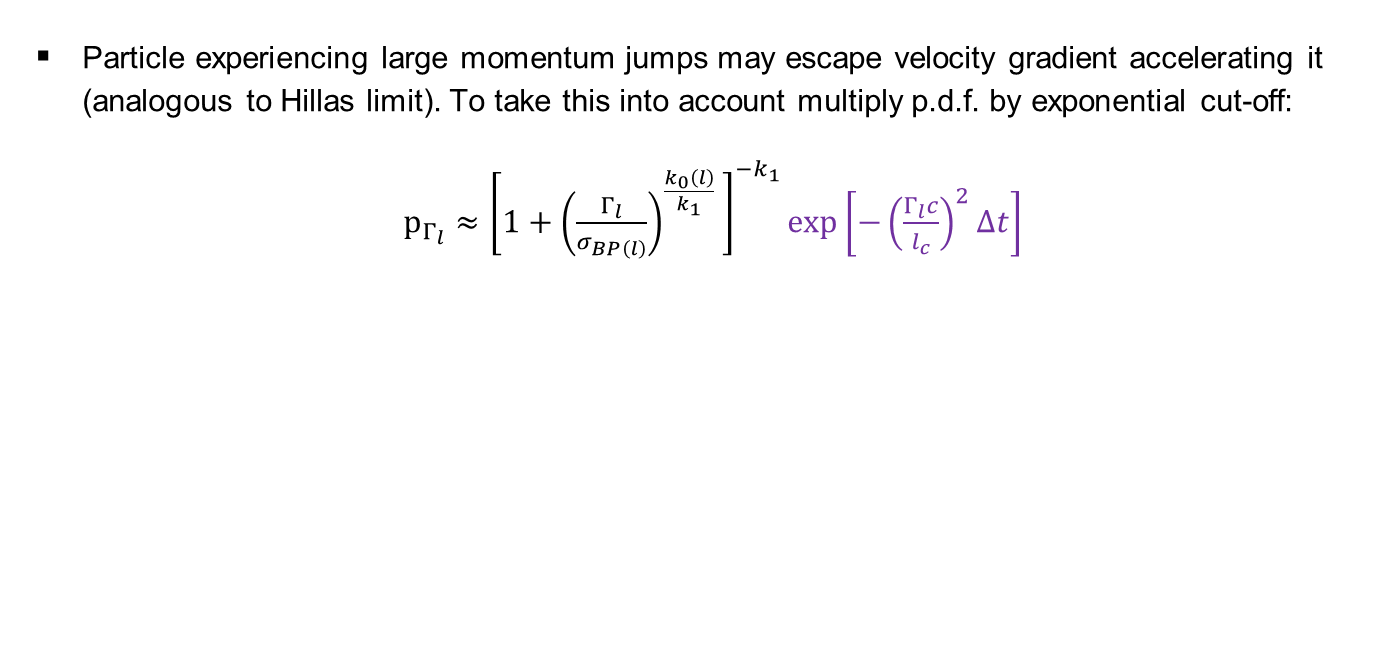 ▪ Particle experiencing large momentum jumps may escape velocity gradient accelerating it
(analogous to Hillas limit). To take this into account multiply p.d.f. by exponential cut-off:
p_{Γ_l} ≈ [1 + (Γ_l / σ_{BP(l)})^{k_0(l)/k_1}]^{−k_1} exp[−(Γ_l c / l_c)^2 Δt]